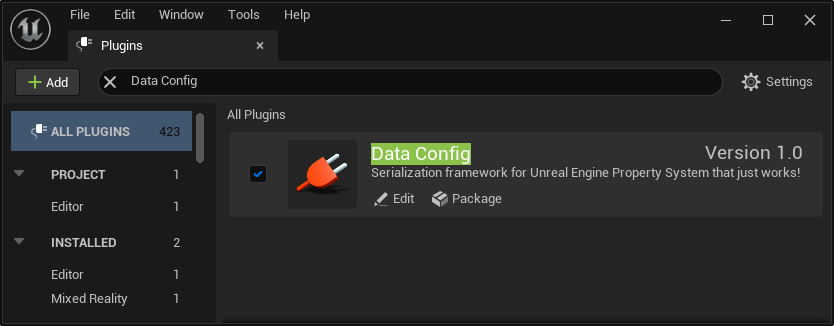 File Edit Window Tools Help
Plugins
Add Data Config Settings
ALL PLUGINS 423
PROJECT 1
Editor 1
INSTALLED 2
Editor 1
Mixed Reality 1
All Plugins
Data Config Version 1.0
Serialization framework for Unreal Engine Property System that just works!
Edit Package